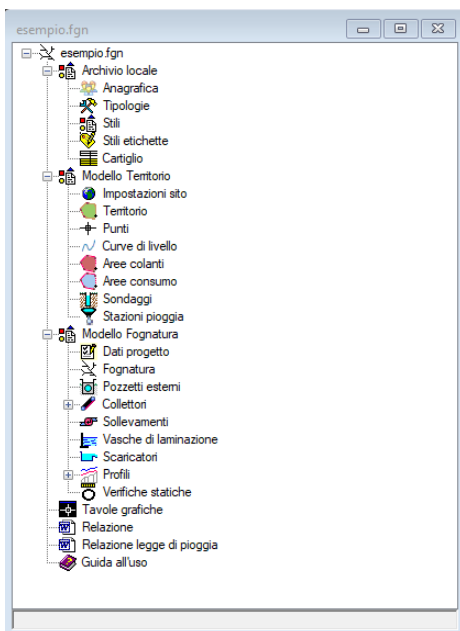 esempio.fgn
esempio.fgn
Archivio locale
Anagrafica
Tipologie
Stili
Stili etichette
Cartiglio
Modello Territorio
Impostazioni sito
Territorio
Punti
Curve di livello
Aree colanti
Aree consumo
Sondaggi
Stazioni pioggia
Modello Fognatura
Dati progetto
Fognatura
Pozzetti esterni
Collettori
Sollevamenti
Vasche di laminazione
Scaricatori
Profili
Verifiche statiche
Tavole grafiche
Relazione
Relazione legge di pioggia
Guida all'uso